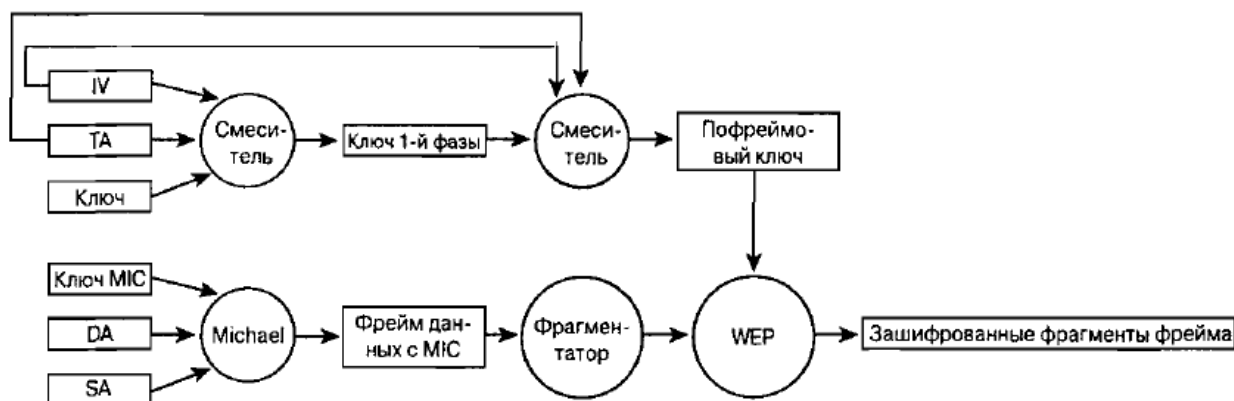 IV
TA
Ключ
Смеси-
тель
Ключ 1-й фазы
Смеси-
тель
Пофреймо-
вый ключ
Ключ MIC
DA
SA
Michael
Фрейм дан-
ных с MIC
Фрагмен-
татор
WEP
Зашифрованные фрагменты фрейма